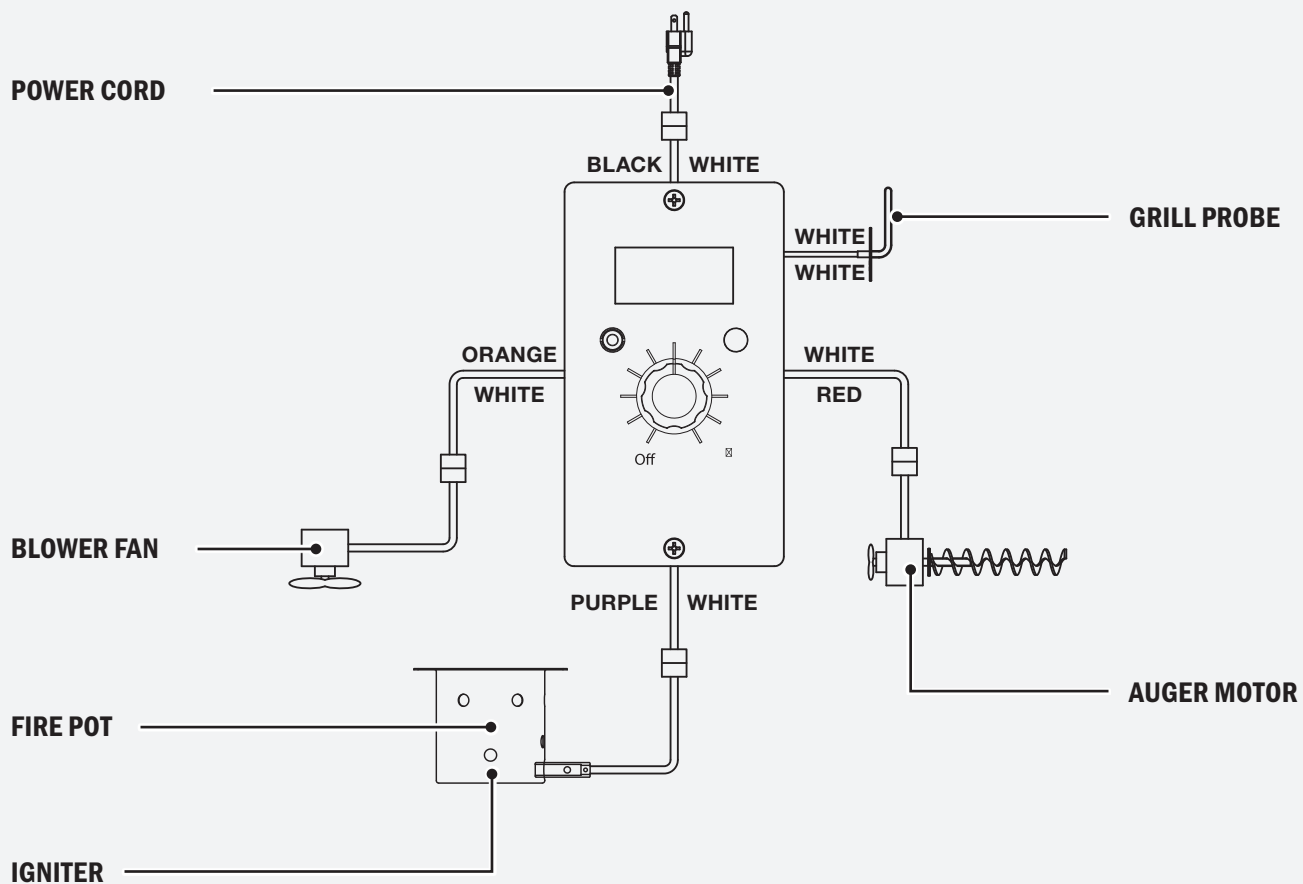 POWER CORD
BLACK WHITE
WHITE
WHITE
GRILL PROBE
ORANGE
WHITE
WHITE
RED
Off
BLOWER FAN
PURPLE WHITE
FIRE POT
AUGER MOTOR
IGNITER